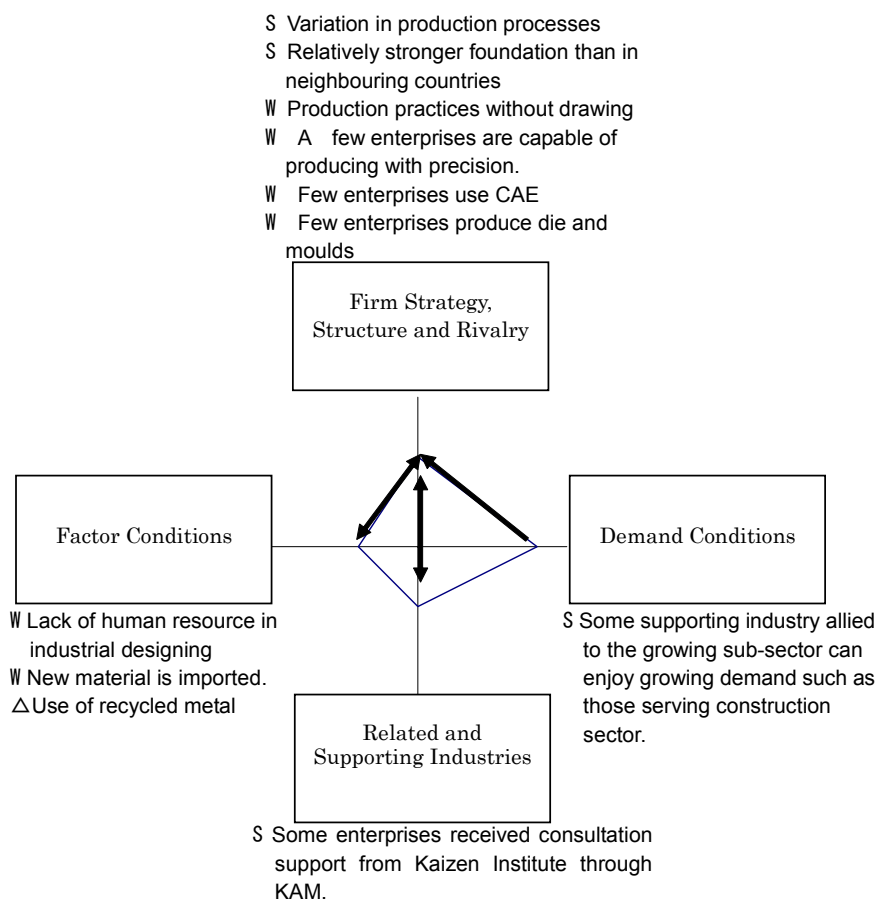 S Variation in production processes
S Relatively stronger foundation than in
neighbouring countries
W Production practices without drawing
W A few enterprises are capable of
producing with precision.
W Few enterprises use CAE
W Few enterprises produce die and
moulds
Firm Strategy,
Structure and Rivalry
Factor Conditions
Demand Conditions
W Lack of human resource in
industrial designing
W New material is imported.
△Use of recycled metal
S Some supporting industry allied
to the growing sub-sector can
enjoy growing demand such as
those serving construction
sector.
Related and
Supporting Industries
S Some enterprises received consultation
support from Kaizen Institute through
KAM.